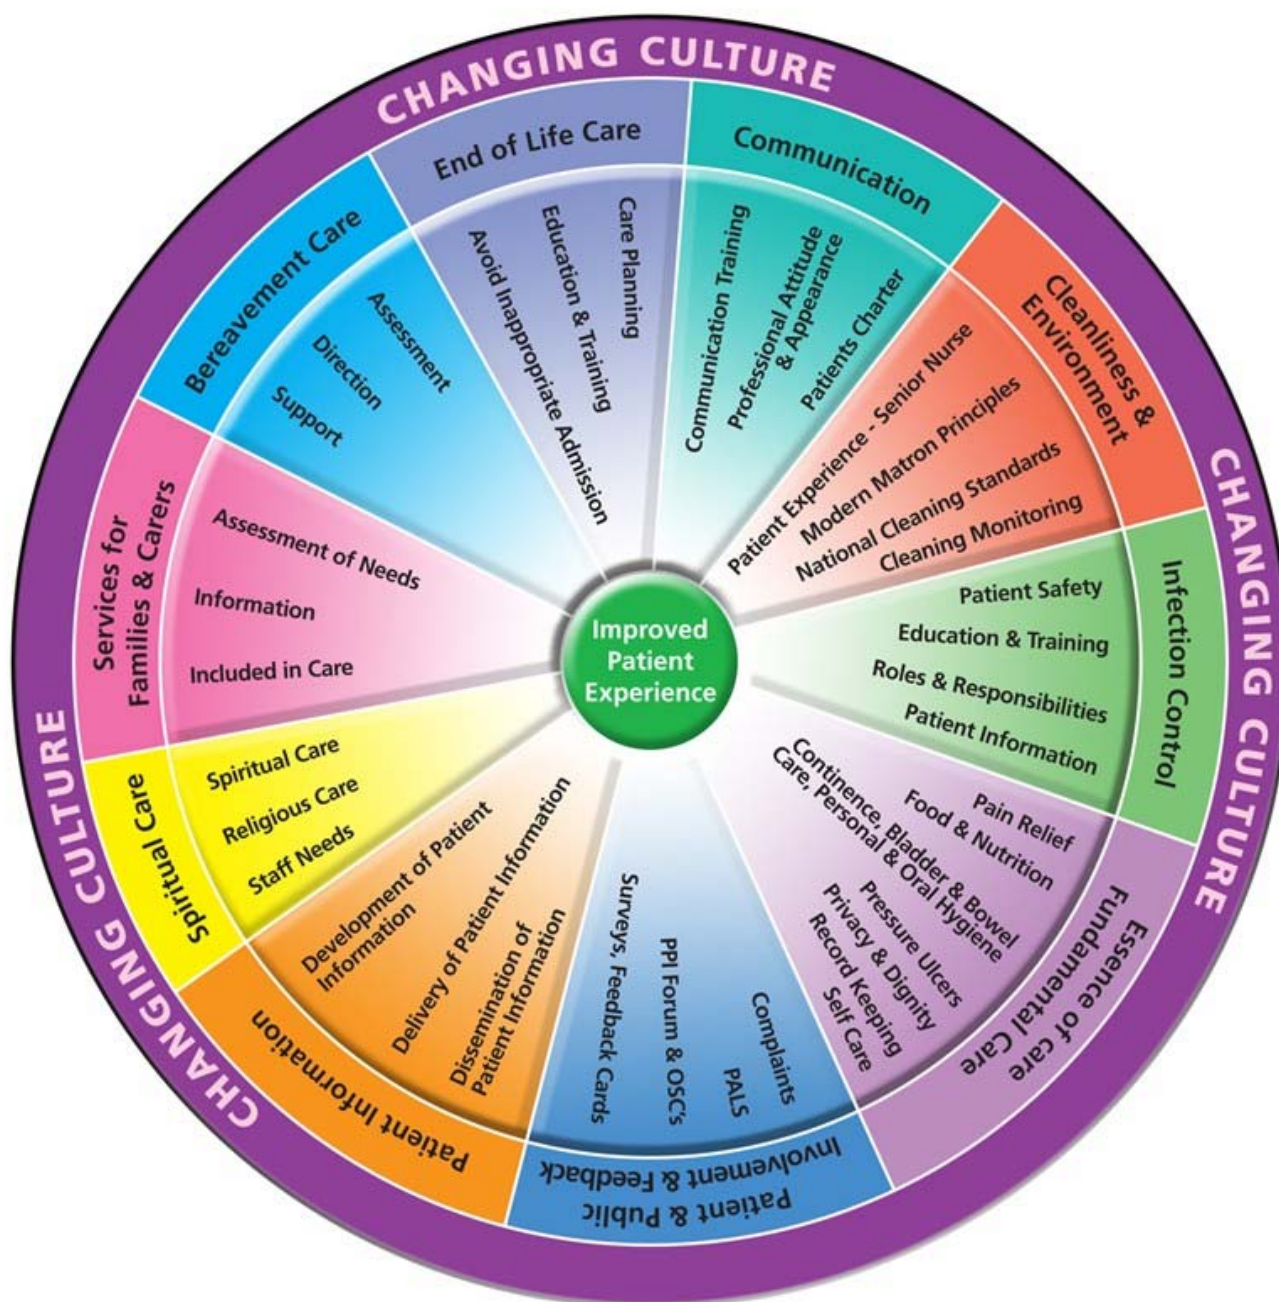 CHANGING CULTURE
End of Life Care
Avoid Inappropriate Admission
Education & Training
Care Planning
Communication
Communication Training
Professional Attitude
& Appearance
Patients Charter
Cleanliness &
Environment
Patient Experience - Senior Nurse
Modern Matron Principles
National Cleaning Standards
Cleaning Monitoring
CHANGING CULTURE
Infection Control
Patient Safety
Education & Training
Roles & Responsibilities
Patient Information
Essence of care
Fundamental Care
Pain Relief
Food & Nutrition
Continence, Bladder & Bowel
Care, Personal & Oral Hygiene
Pressure Ulcers
Privacy & Dignity
Record Keeping
Self Care
Patient & Public
Involvement & Feedback
Complaints
PALS
PPI Forum & OSC's
Surveys, Feedback Cards
Patient Information
Dissemination of
Patient Information
Delivery of Patient Information
Development of Patient
Information
CHANGING CULTURE
Spiritual Care
Spiritual Care
Religious Care
Staff Needs
Services for
Families & Carers
Assessment of Needs
Information
Included in Care
Bereavement Care
Assessment
Direction
Support
Improved
Patient
Experience